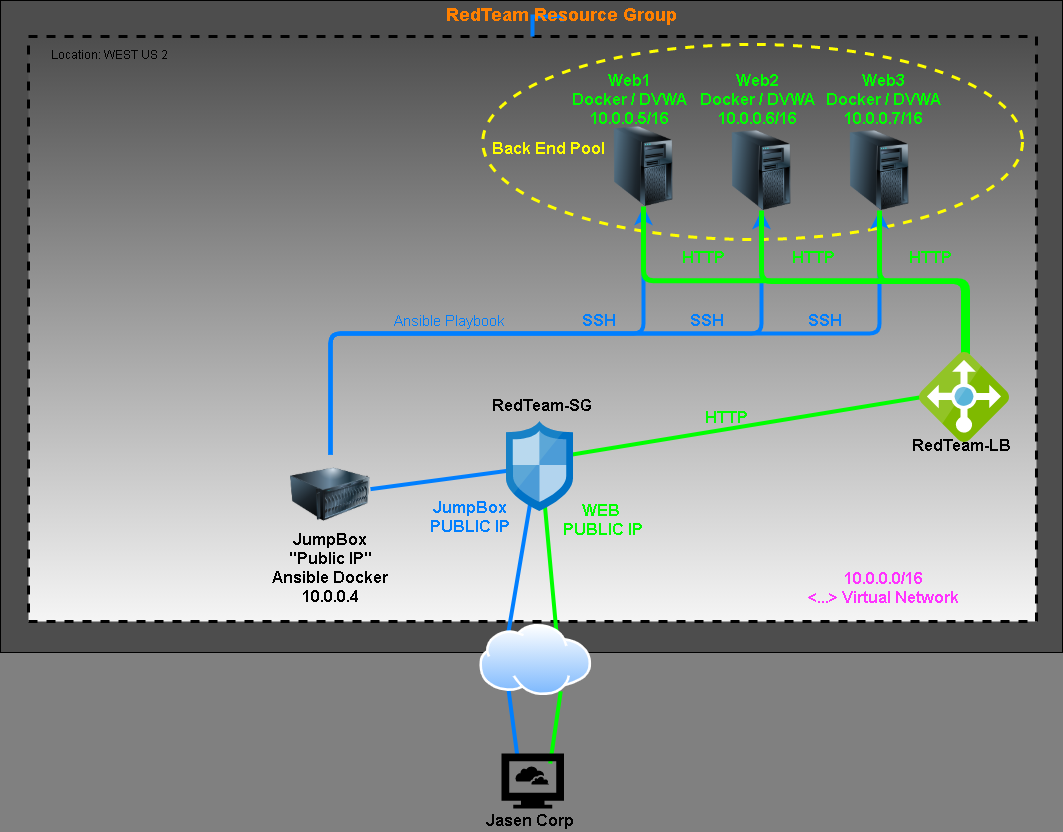 RedTeam Resource Group
Location: WEST US 2
Web1
Docker / DVWA
10.0.0.5/16
Web2
Docker / DVWA
10.0.0.6/16
Web3
Docker / DVWA
10.0.0.7/16
Back End Pool
HTTP
HTTP
HTTP
Ansible Playbook
SSH
SSH
SSH
RedTeam-SG
HTTP
RedTeam-LB
JumpBox
PUBLIC IP
WEB
PUBLIC IP
JumpBox
"Public IP"
Ansible Docker
10.0.0.4
10.0.0.0/16
<...> Virtual Network
Jasen Corp